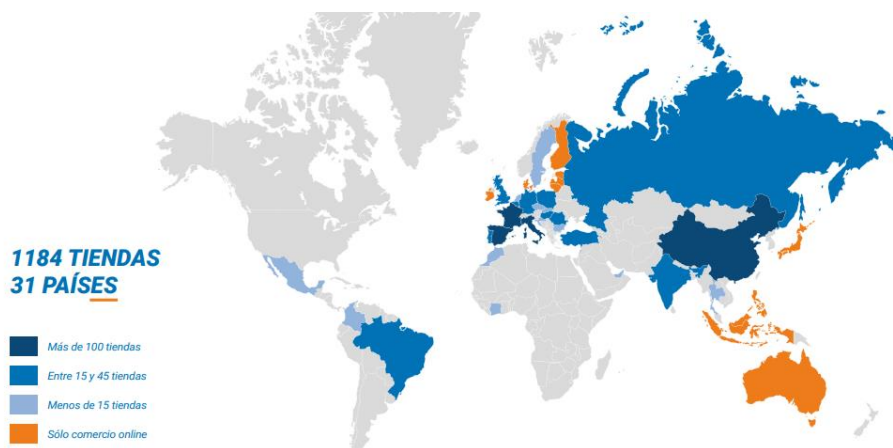 1184 TIENDAS
31 PAÍSES
Más de 100 tiendas
Entre 15 y 45 tiendas
Menos de 15 tiendas
Sólo comercio online